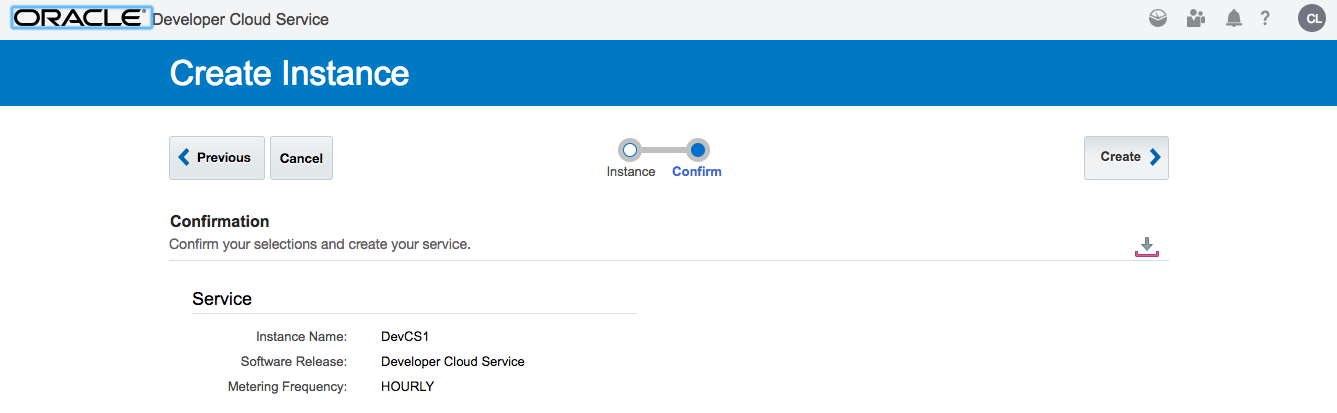 ORACLE® Developer Cloud Service ? CL
Create Instance
Previous Cancel Create
Instance Confirm
Confirmation
Confirm your selections and create your service.
Service
Instance Name: DevCS1
Software Release: Developer Cloud Service
Metering Frequency: HOURLY